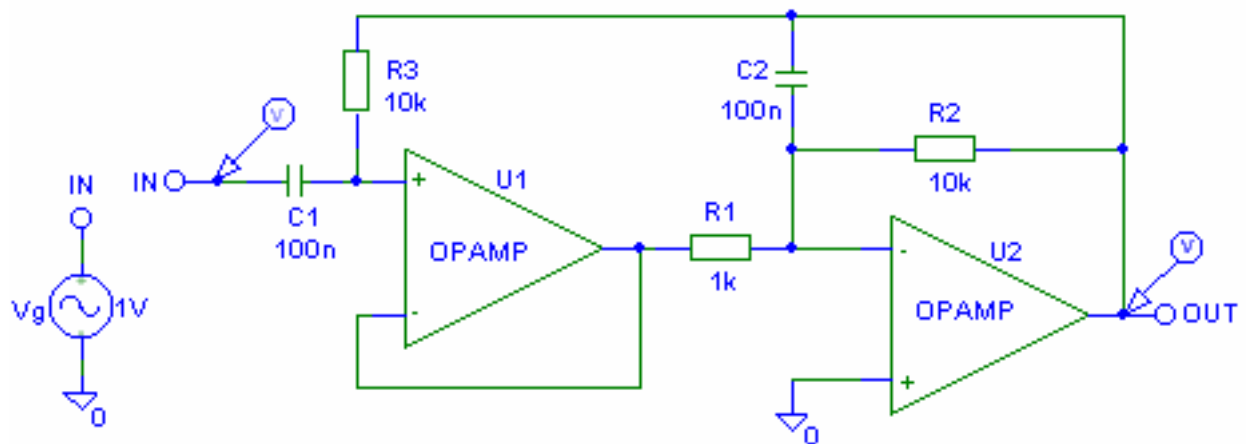 R3
10k
C2
100n
R2
10k
V
IN
IN
C1
100n
+
U1
OPAMP
-
R1
1k
Vg
1V
0
-
U2
OPAMP
+
V
OUT
0